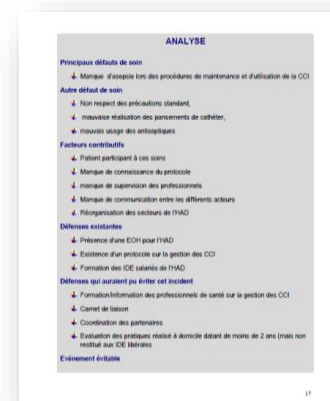 ANALYSE
Principaux défauts de soin
Manque d'asepsie lors des procédures de maintenance et d'utilisation de la CCI
Autre défaut de soin
Non respect des précautions standard,
mauvaise réalisation des pansements de cathéter,
mauvais usage des antiseptiques
Facteurs contributifs
Patient participant à ces soins
Manque de connaissance du protocole
manque de supervision des professionnels
Manque de communication entre les différents acteurs
Réorganisation des secteurs de l'HAD
Défenses existantes
Présence d'une EOH pour l'HAD
Existence d'un protocole sur la gestion des CCI
Formation des IDE salariés de l'HAD
Défenses qui auraient pu éviter cet incident
Formation/information des professionnels de santé sur la gestion des CCI
Carnet de liaison
Coordination des partenaires
Evaluation des pratiques réalisé à domicile datant de moins de 2 ans (mais non
restitué aux IDE libérales
Evénement évitable
17